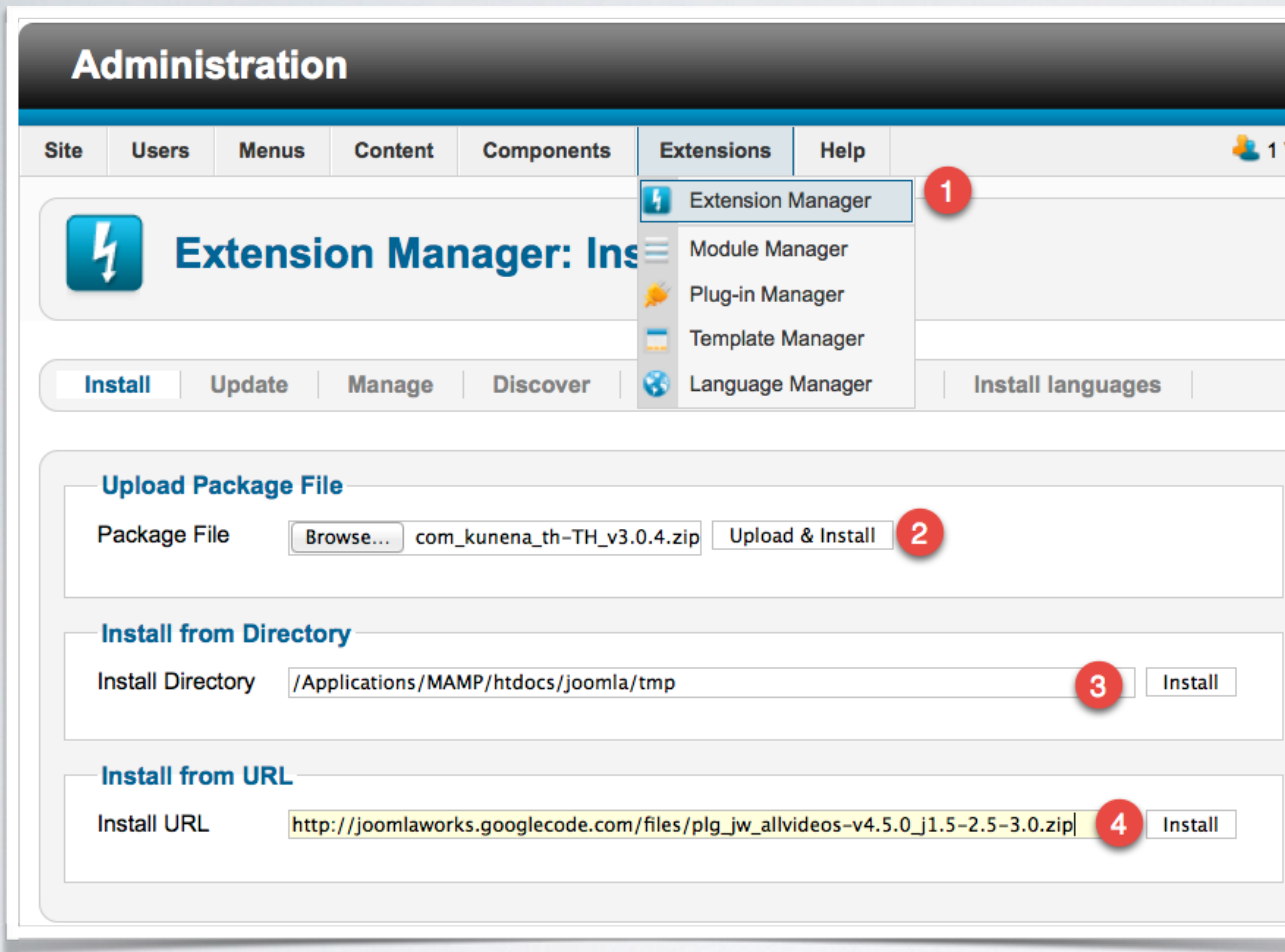 Administration
Site Users Menus Content Components Extensions Help 1
Extension Manager 1
Module Manager
Plug-in Manager
Template Manager
Language Manager
Extension Manager: Ins
Install Update Manage Discover Install languages
Upload Package File
Package File Browse... com_kunena_th-TH_v3.0.4.zip Upload & Install 2
Install from Directory
Install Directory /Applications/MAMP/htdocs/joomla/tmp 3 Install
Install from URL
Install URL http://joomlaworks.googlecode.com/files/plg_jw_allvideos-v4.5.0_j1.5-2.5-3.0.zip 4 Install